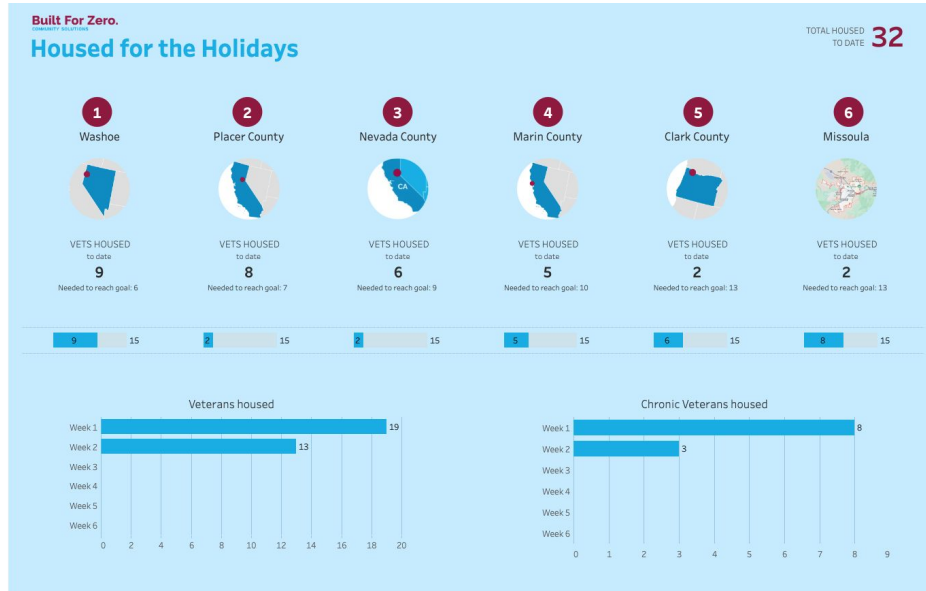 Built For Zero.
COMMUNITY SOLUTIONS
Housed for the Holidays
TOTAL HOUSED
TO DATE
32
1 2 3 4 5 6
Washoe Placer County Nevada County Marin County Clark County Missoula
CA
VETS HOUSED VETS HOUSED VETS HOUSED VETS HOUSED VETS HOUSED VETS HOUSED
to date to date to date to date to date to date
9 8 6 5 2 2
Needed to reach goal: 6 Needed to reach goal: 7 Needed to reach goal: 9 Needed to reach goal: 10 Needed to reach goal: 13 Needed to reach goal: 13
9 15 2 15 2 15 5 15 6 15 8 15
Veterans housed
Week 1 19
Week 2 13
Week 3
Week 4
Week 5
Week 6
0 2 4 6 8 10 12 14 16 18 20
Chronic Veterans housed
Week 1 8
Week 2 3
Week 3
Week 4
Week 5
Week 6
0 1 2 3 4 5 6 7 8 9